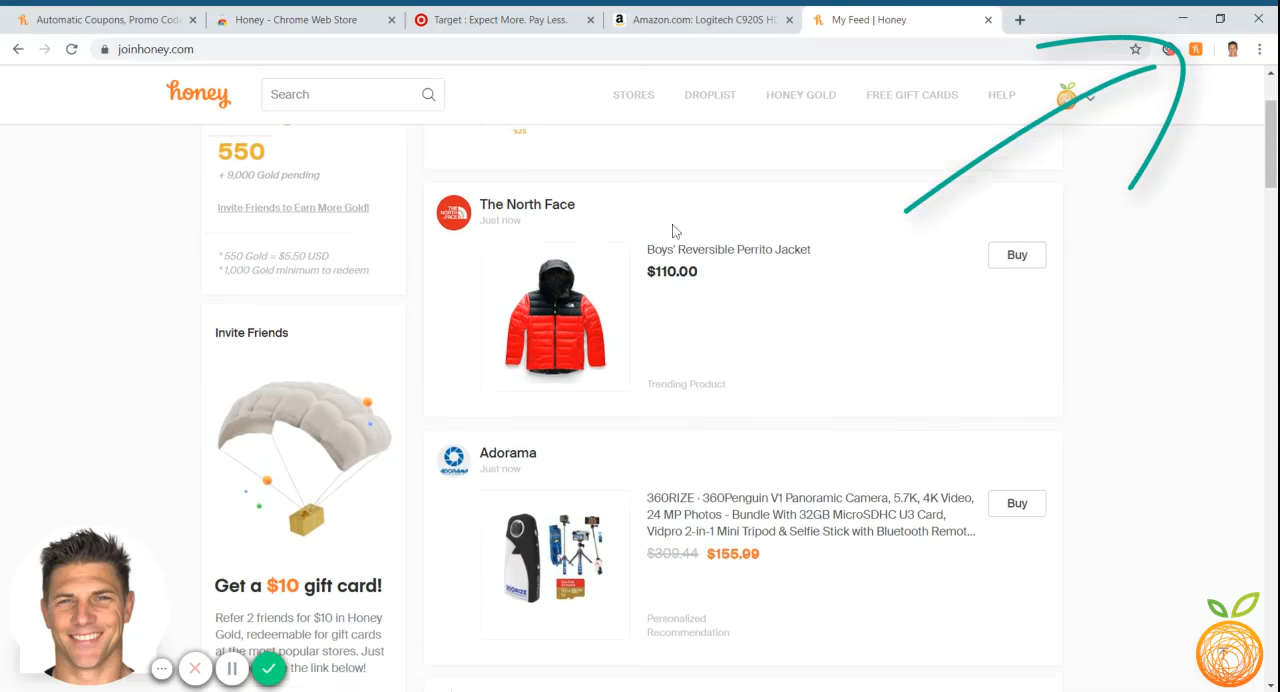 Automatic Coupons, Promo Code
Honey - Chrome Web Store
Target : Expect More. Pay Less.
Amazon.com: Logitech C920S HD
My Feed | Honey
joinhoney.com
honey
Search
STORES
DROPLIST
HONEY GOLD
FREE GIFT CARDS
HELP
550
+ 9,000 Gold pending
Invite Friends to Earn More Gold!
* 550 Gold = $5.50 USD
* 1,000 Gold minimum to redeem
Invite Friends
Get a $10 gift card!
Refer 2 friends for $10 in Honey
Gold, redeemable for gift cards
at the most popular stores. Just
the link below!
THE NORTH FACE
The North Face
Just now
Boys' Reversible Perrito Jacket
$110.00
Buy
Trending Product
ADORAMA
Adorama
Just now
360RIZE - 360Penguin V1 Panoramic Camera, 5.7K, 4K Video,
24 MP Photos - Bundle With 32GB MicroSDHC U3 Card,
Vidpro 2-in-1 Mini Tripod & Selfie Stick with Bluetooth Remot...
$309.44 $155.99
Buy
Personalized
Recommendation